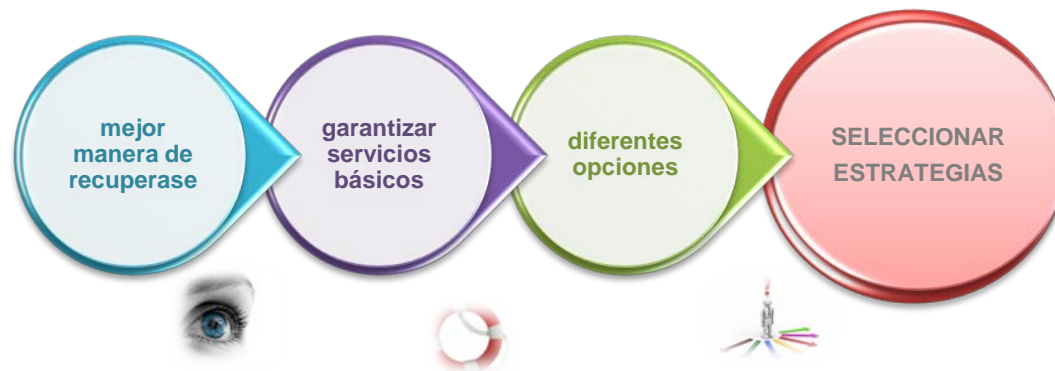 mejor
manera de
recuperase
garantizar
servicios
básicos
diferentes
opciones
SELECCIONAR
ESTRATEGIAS